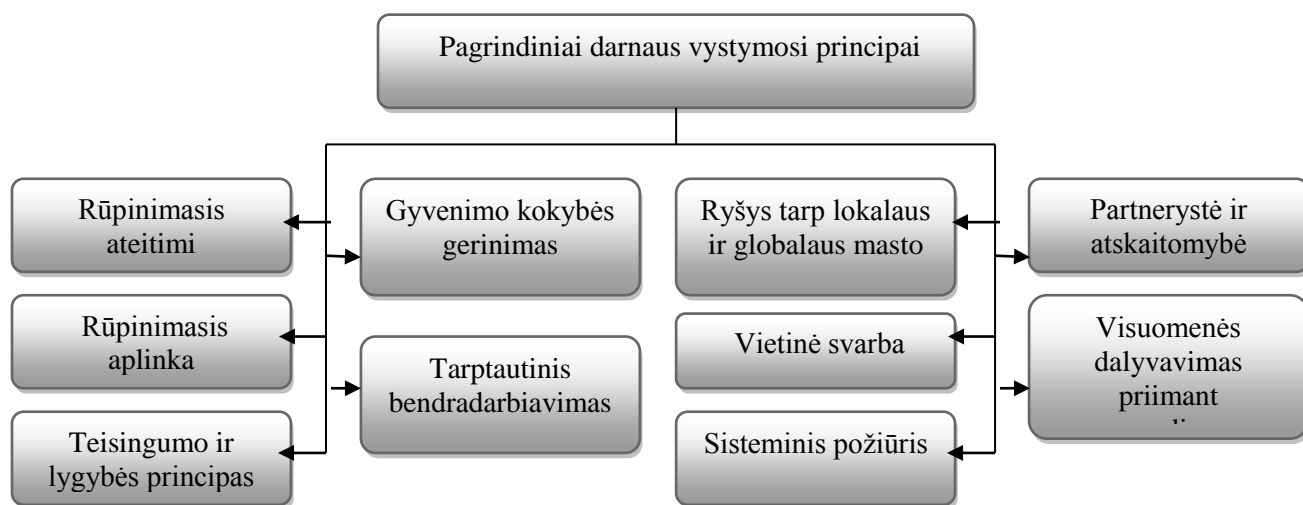 Pagrindiniai darnaus vystymosi principai
Rūpinimasis
ateitimi
Gyvenimo kokybės
gerinimas
Ryšys tarp lokalaus
ir globalaus masto
Partnerystė ir
atskaitomybė
Rūpinimasis
aplinka
Tarptautinis
bendradarbiavimas
Vietinė svarba
Visuomenės
dalyvavimas
priimant
Teisingumo ir
lygybės principas
Sisteminis požiūris